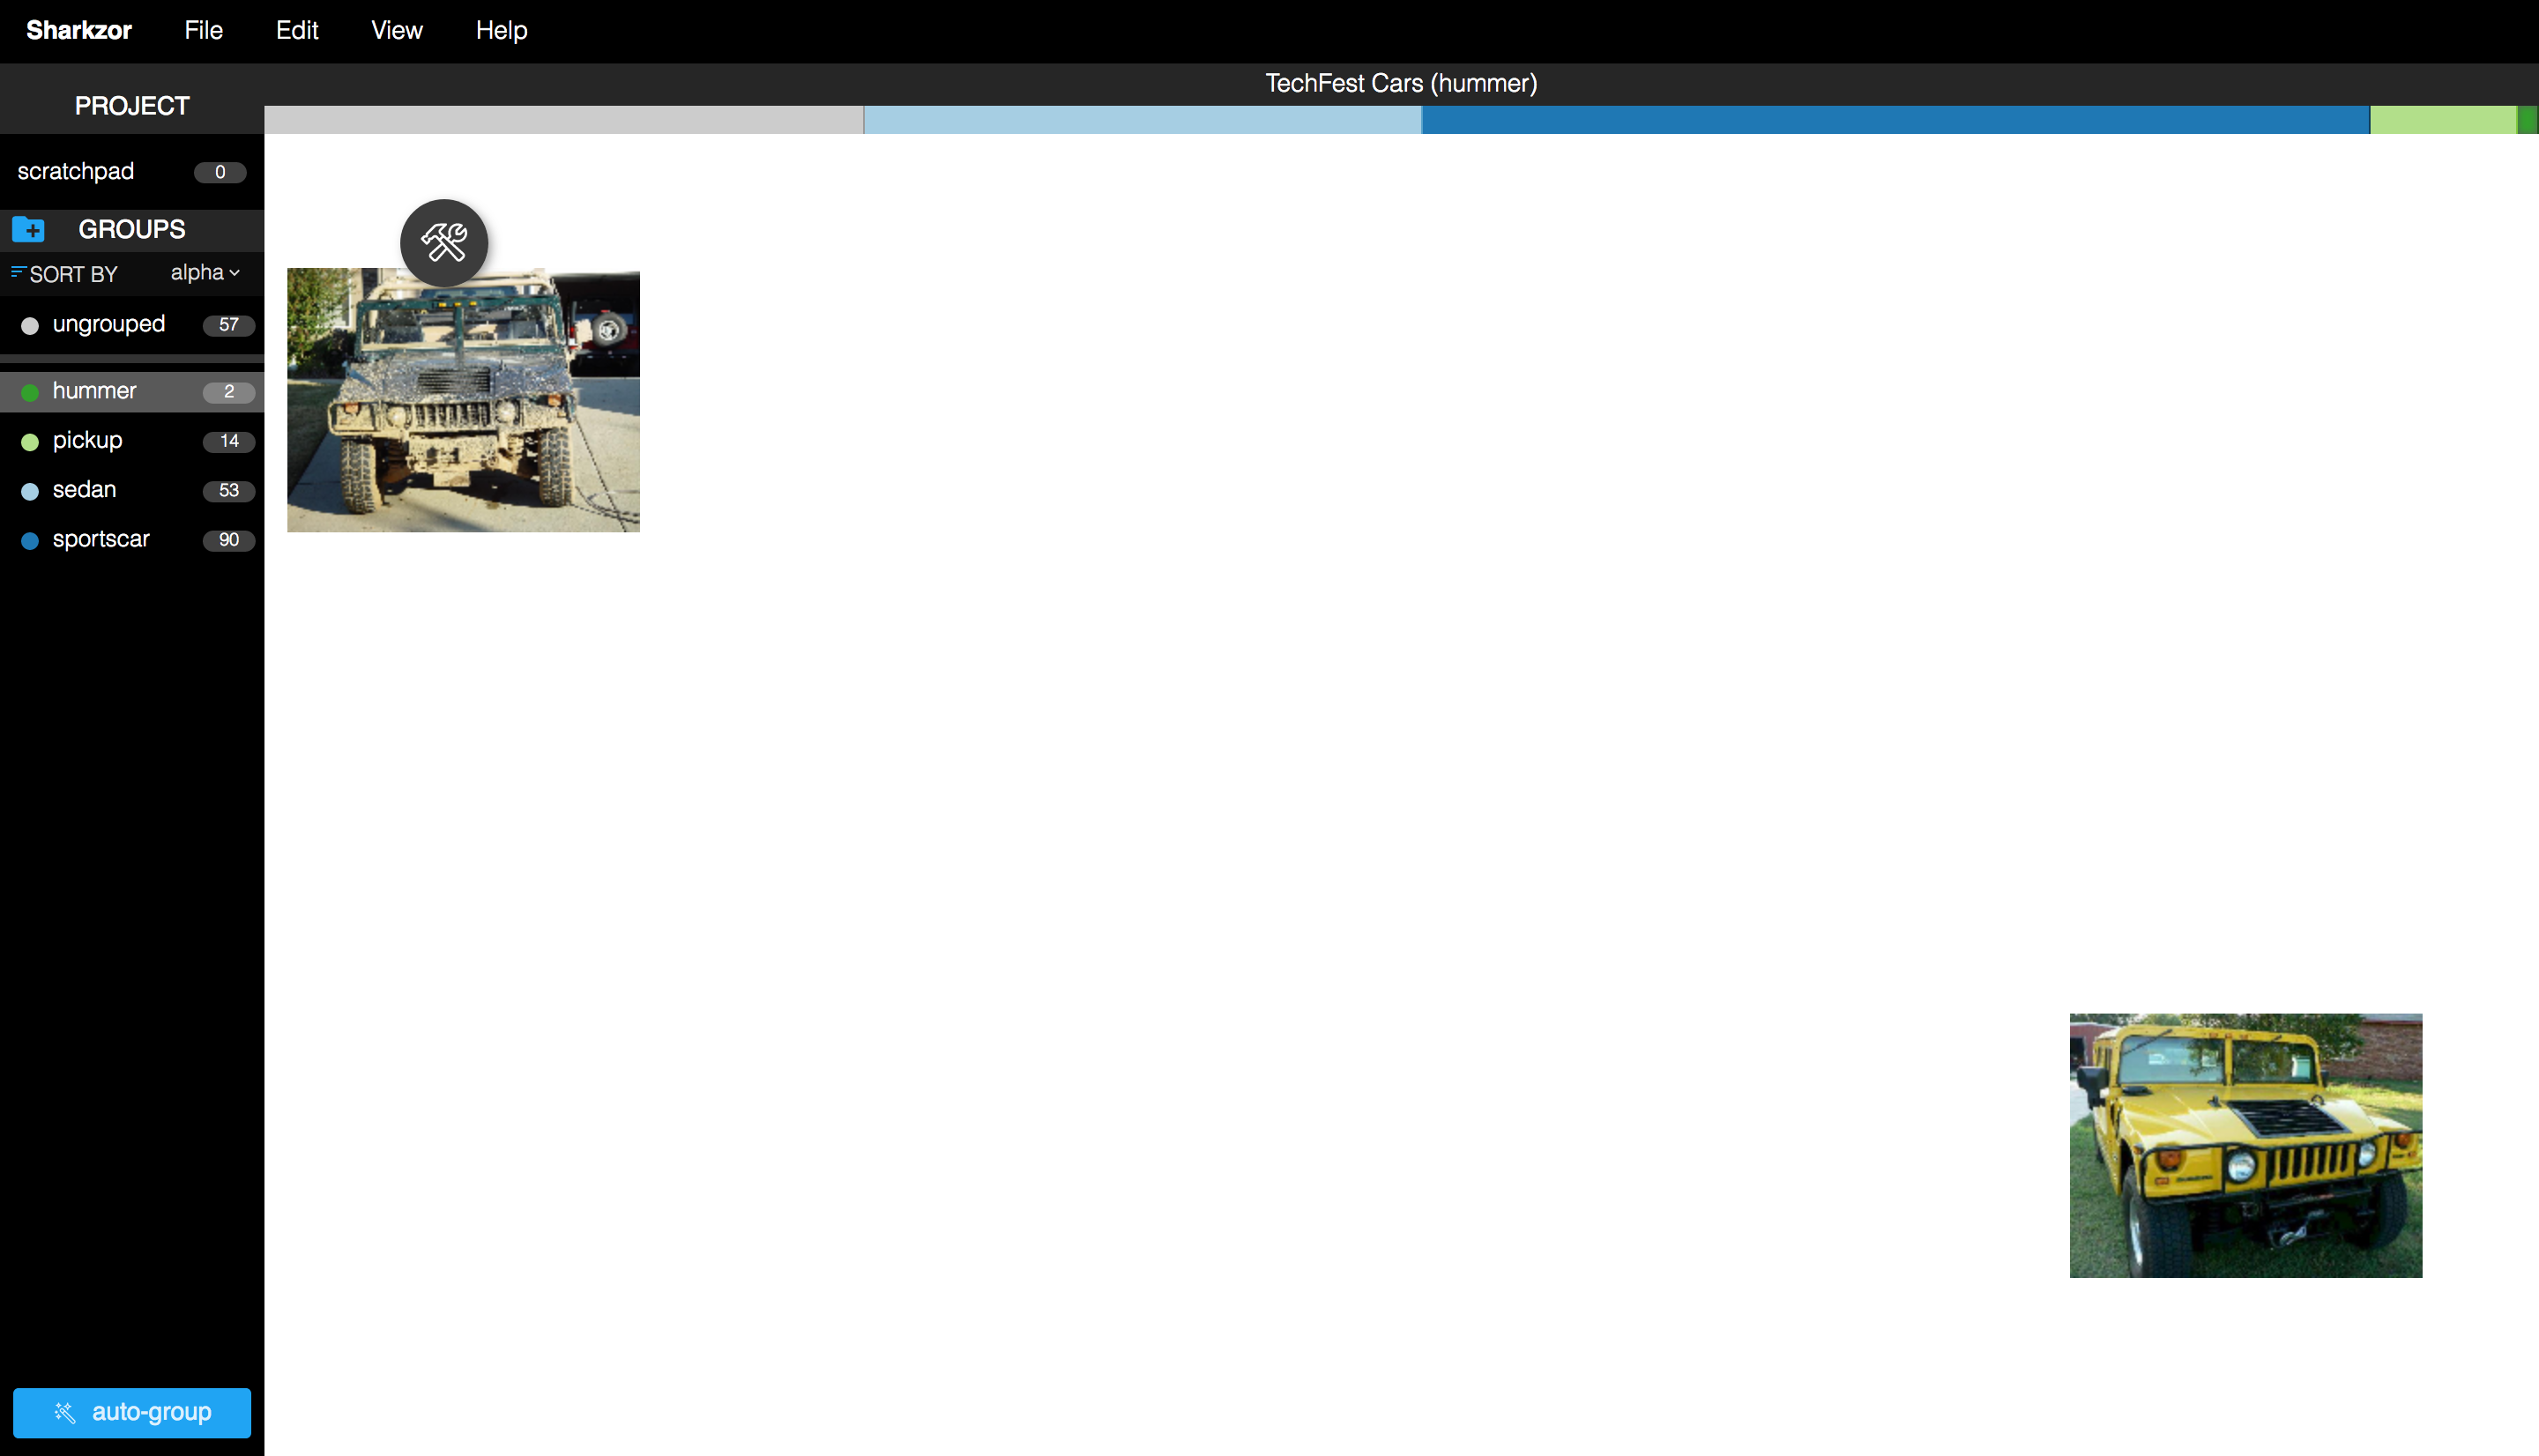 Sharkzor File Edit View Help
TechFest Cars (hummer)
PROJECT
scratchpad 0
GROUPS
SORT BY alpha
ungrouped 57
hummer 2
pickup 14
sedan 53
sportscar 90
auto-group